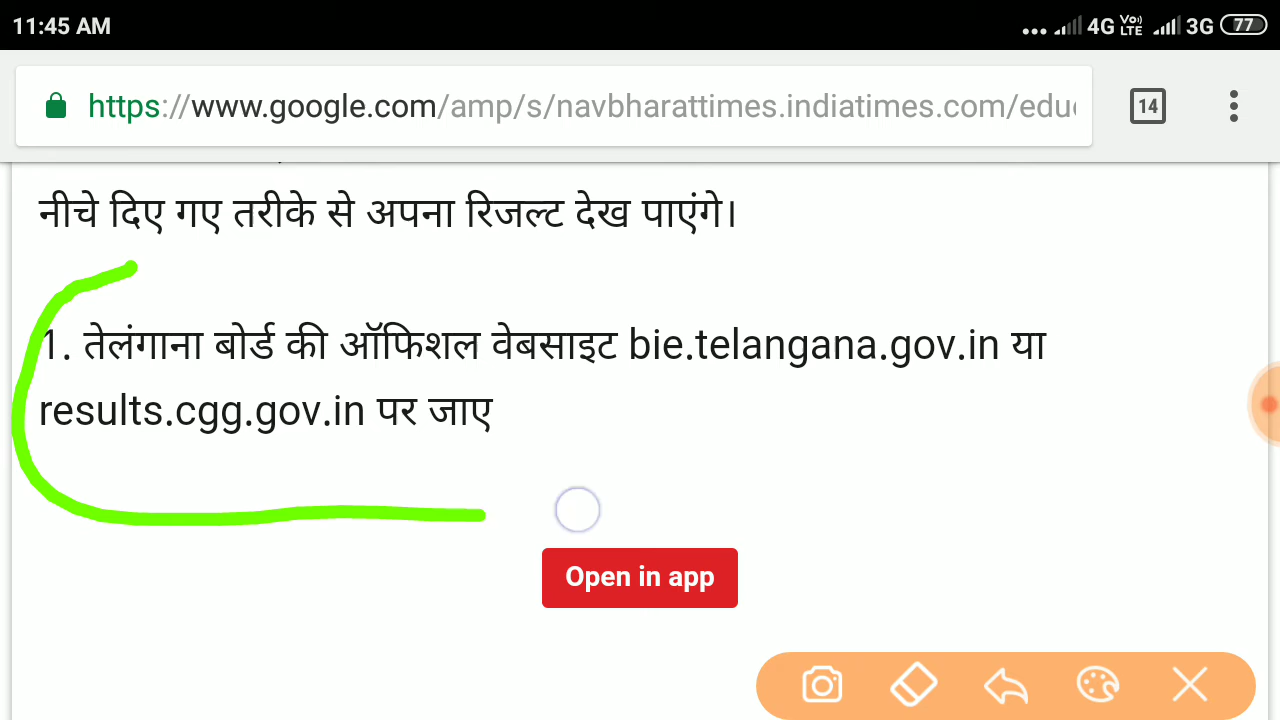 11:45 AM
4G Vo) LTE 3G 77
https://www.google.com/amp/s/navbharattimes.indiatimes.com/edu
14
नीचे दिए गए तरीके से अपना रिजल्ट देख पाएंगे।
1. तेलंगाना बोर्ड की ऑफिशल वेबसाइट bie.telangana.gov.in या
results.cgg.gov.in पर जाए
Open in app